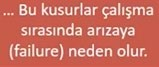 ... Bu kusurlar çalışma
sırasında arızaya
(failure) neden olur.